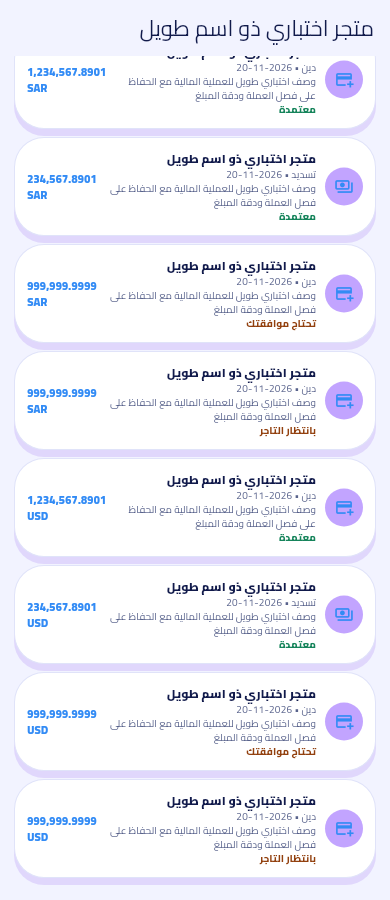 متجر اختباري ذو اسم طويل
متجر اختباري ذو اسم طويل
دين • 2026-11-20
وصف اختباري طويل للعملية المالية مع الحفاظ
على فصل العملة ودقة المبلغ
معتمدة
1,234,567.8901
SAR
متجر اختباري ذو اسم طويل
تسديد • 2026-11-20
وصف اختباري طويل للعملية المالية مع الحفاظ على
فصل العملة ودقة المبلغ
معتمدة
234,567.8901
SAR
متجر اختباري ذو اسم طويل
دين • 2026-11-20
وصف اختباري طويل للعملية المالية مع الحفاظ على
فصل العملة ودقة المبلغ
تحتاج موافقتك
999,999.9999
SAR
متجر اختباري ذو اسم طويل
دين • 2026-11-20
وصف اختباري طويل للعملية المالية مع الحفاظ على
فصل العملة ودقة المبلغ
بانتظار التاجر
999,999.9999
SAR
متجر اختباري ذو اسم طويل
دين • 2026-11-20
وصف اختباري طويل للعملية المالية مع الحفاظ
على فصل العملة ودقة المبلغ
معتمدة
1,234,567.8901
USD
متجر اختباري ذو اسم طويل
تسديد • 2026-11-20
وصف اختباري طويل للعملية المالية مع الحفاظ على
فصل العملة ودقة المبلغ
معتمدة
234,567.8901
USD
متجر اختباري ذو اسم طويل
دين • 2026-11-20
وصف اختباري طويل للعملية المالية مع الحفاظ على
فصل العملة ودقة المبلغ
تحتاج موافقتك
999,999.9999
USD
متجر اختباري ذو اسم طويل
دين • 2026-11-20
وصف اختباري طويل للعملية المالية مع الحفاظ على
فصل العملة ودقة المبلغ
بانتظار التاجر
999,999.9999
USD